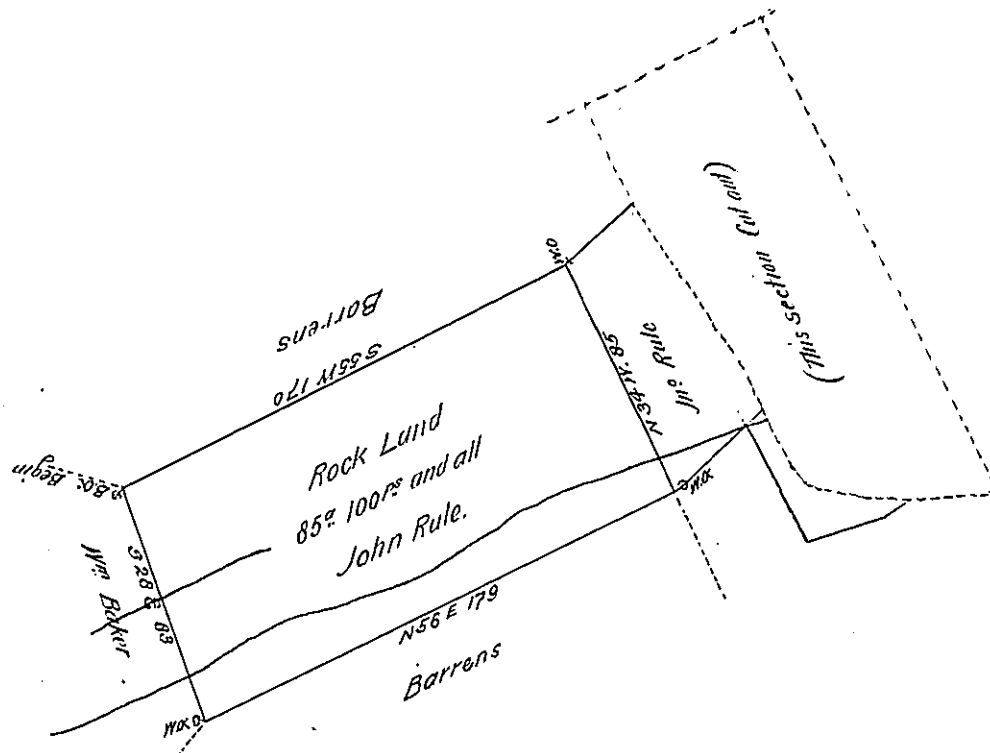 (This Section Cut out)
W.O
Barrens
S 55 W 170
N 34 W. 85
Jno. Rule
Rock Land
85a. 100ps and all
John Rule.
B.O. Begin
Wm Baker
S 28 E 83
W.O.
N 56 E 179
Barrens
W.O.